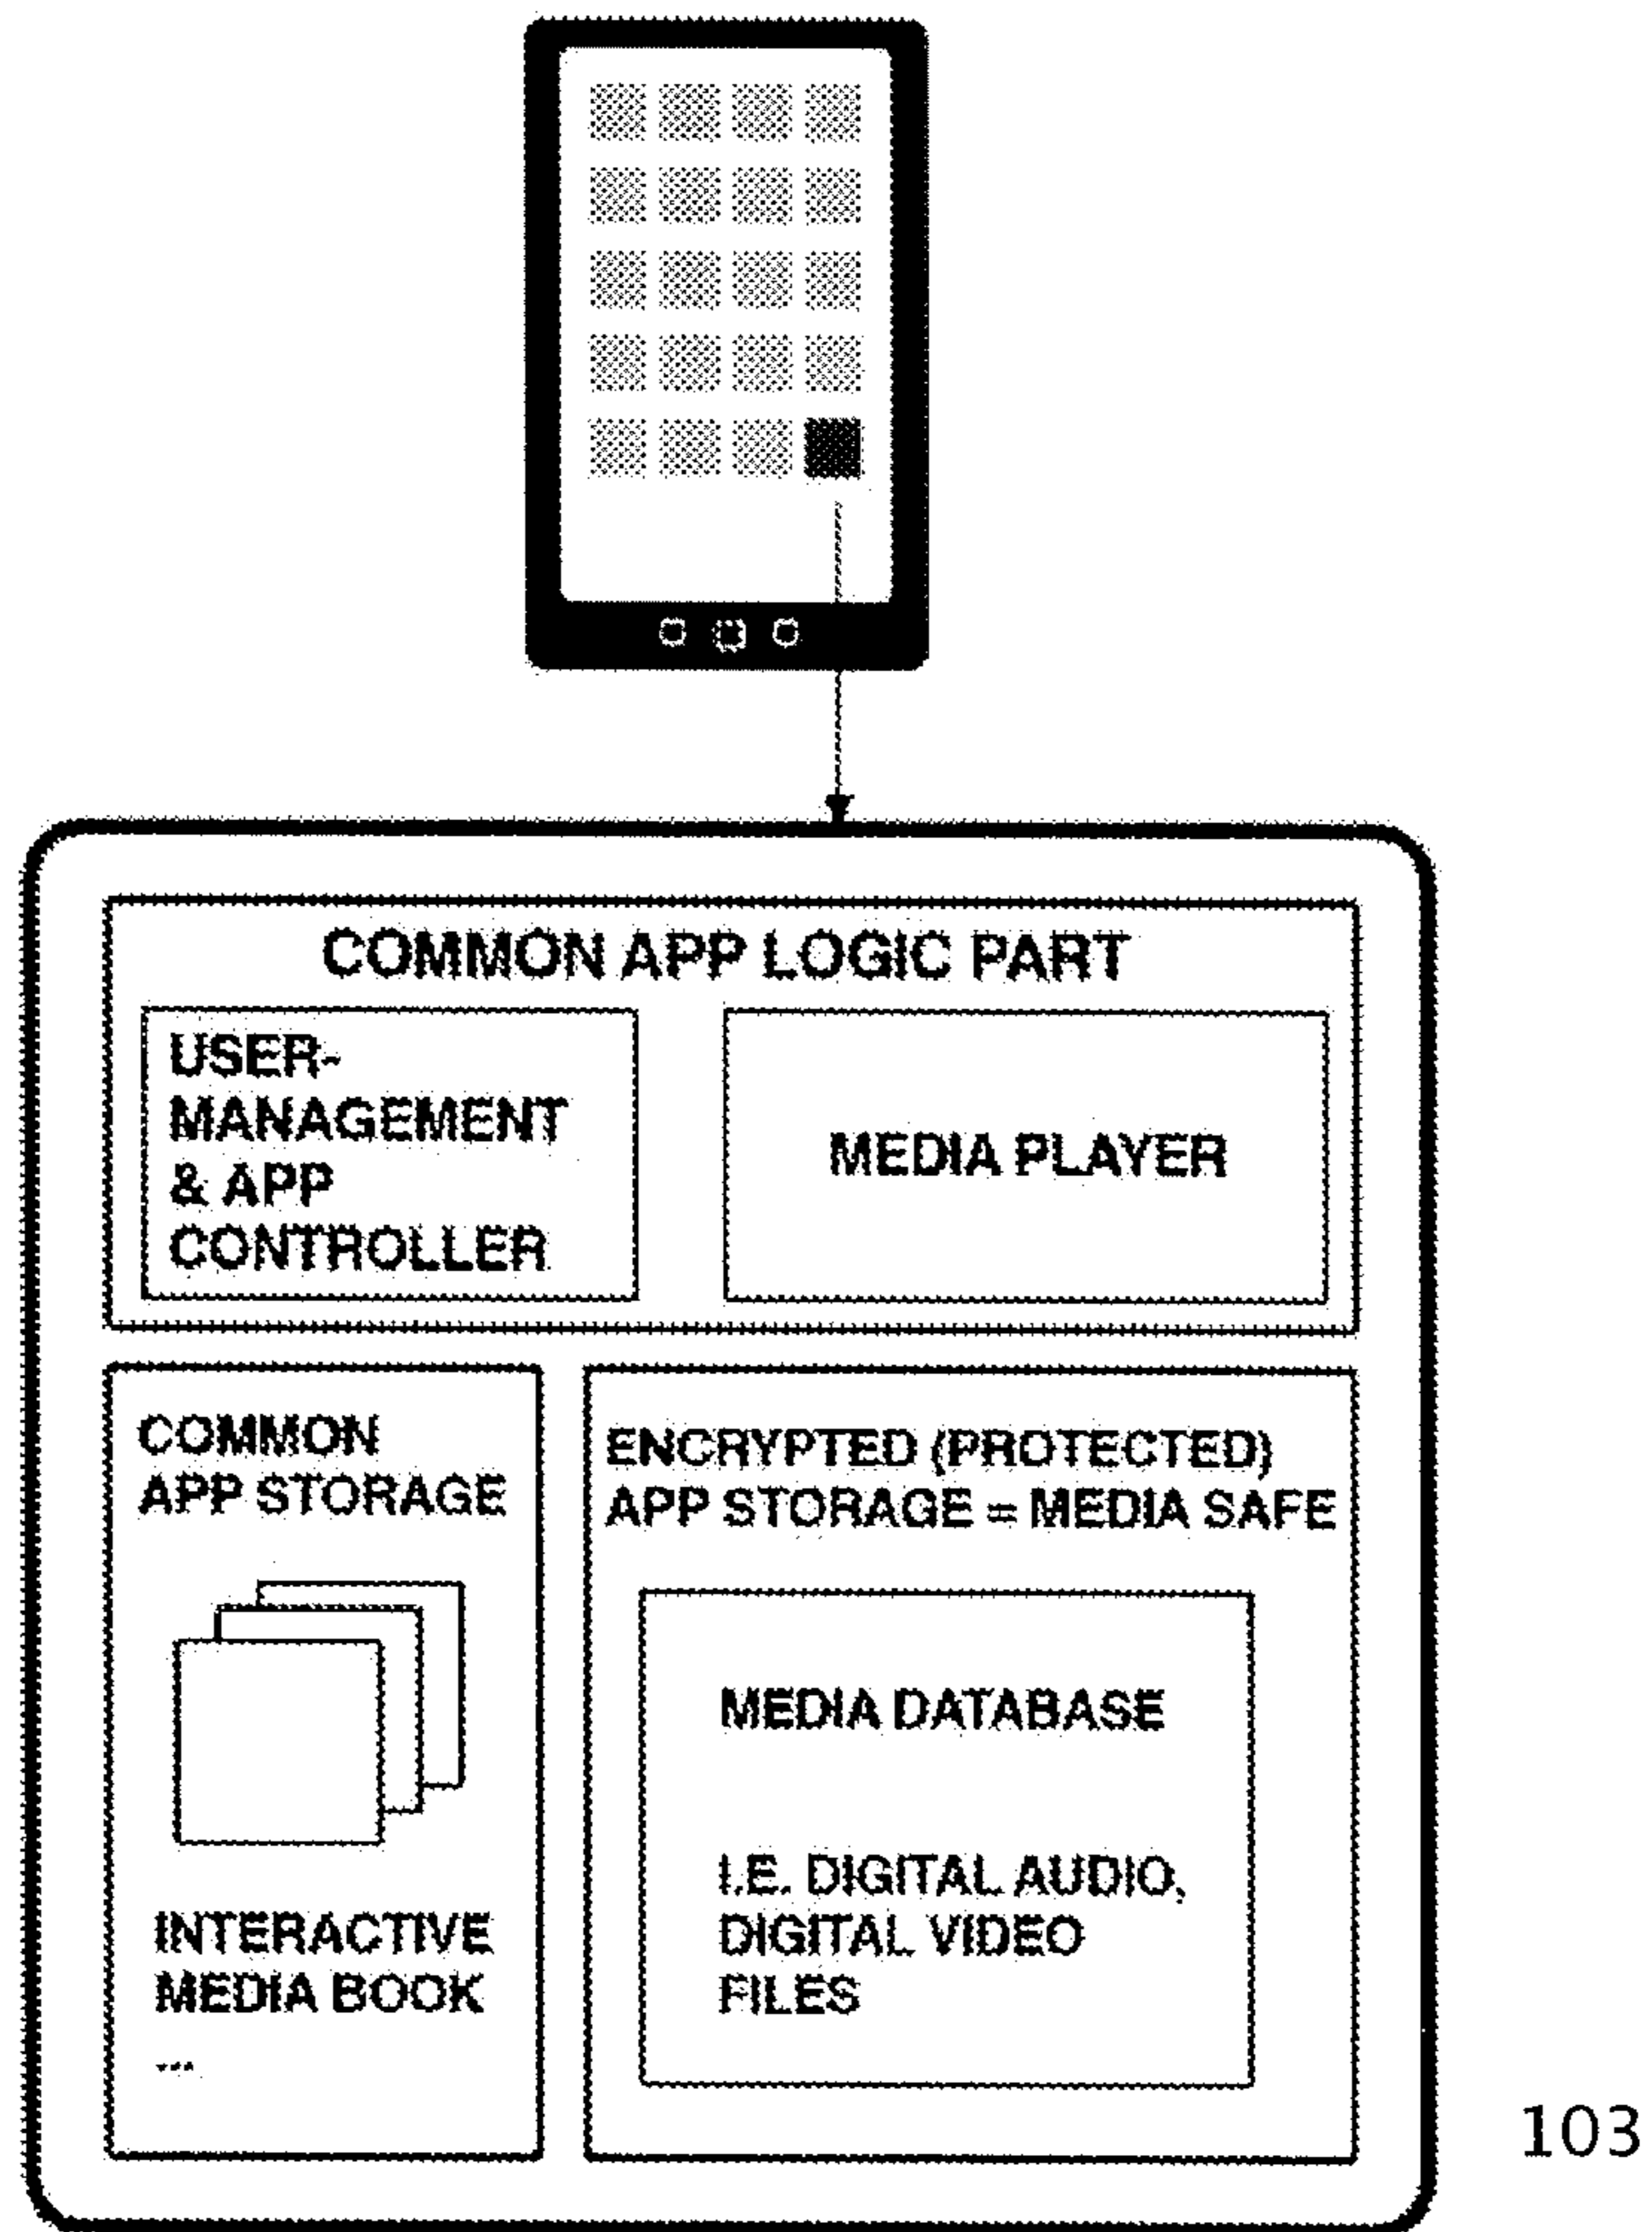 COMMON APP LOGIC PART
USER-
MANAGEMENT
& APP
CONTROLLER
MEDIA PLAYER
COMMON
APP STORAGE
INTERACTIVE
MEDIA BOOK
...
ENCRYPTED (PROTECTED)
APP STORAGE = MEDIA SAFE
MEDIA DATABASE
I.E. DIGITAL AUDIO,
DIGITAL VIDEO
FILES
103